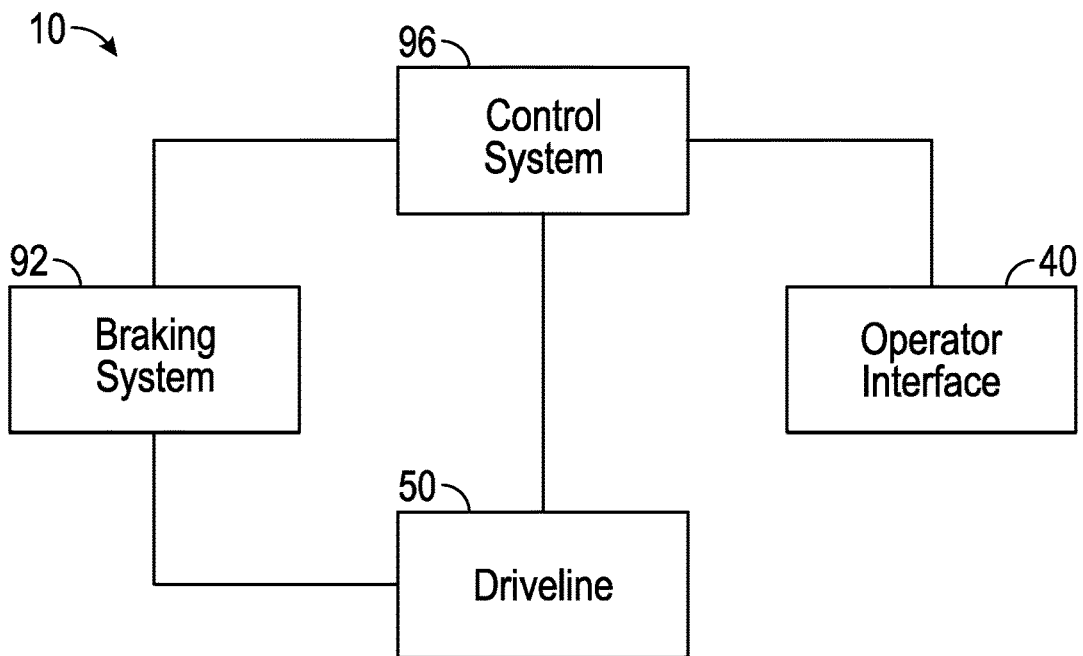 10
96
Control
System
92
Braking
System
40
Operator
Interface
50
Driveline